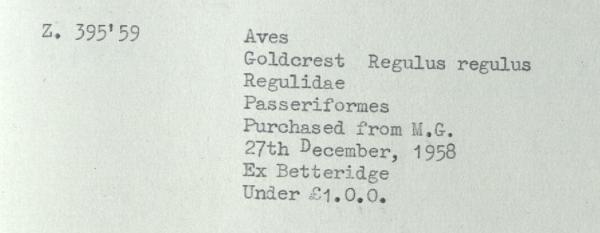 Z. 395'59
Aves
Goldcrest Regulus regulus
Regulidae
Passeriformes
Purchased from M.G.
27th December, 1958
Ex Betteridge
Under £1.0.0.